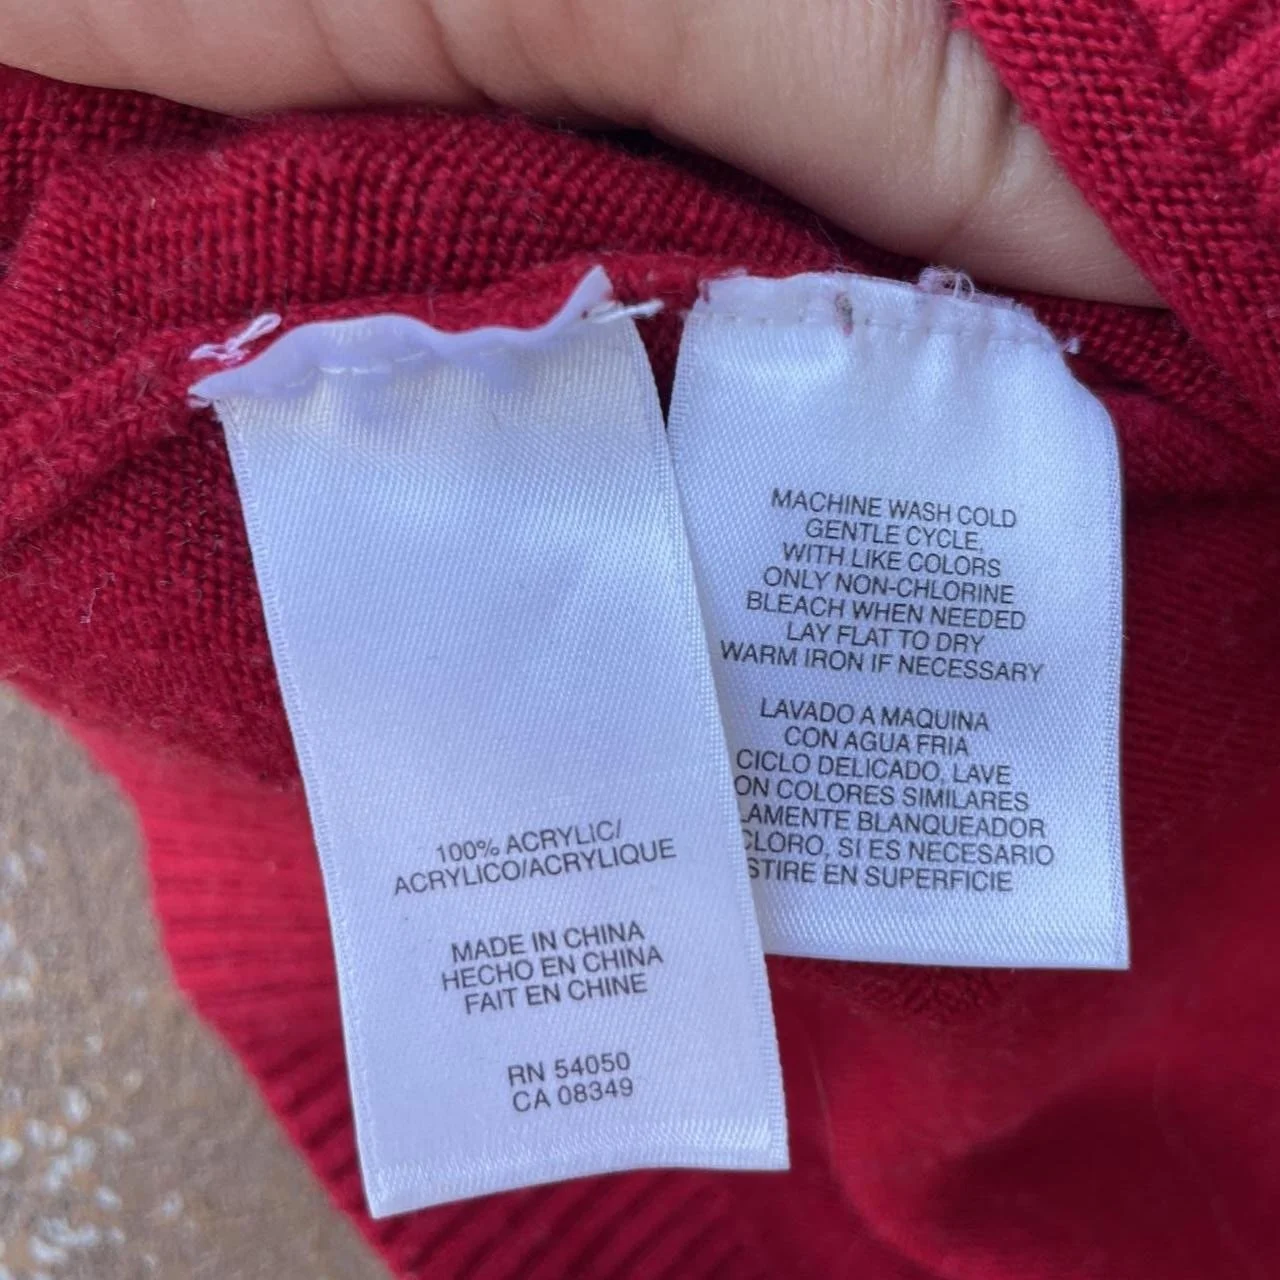 100% ACRYLIC/
ACRYLICO/ACRYLIQUE
MADE IN CHINA
HECHO EN CHINA
FAIT EN CHINE
RN 54050
CA 08349
MACHINE WASH COLD
GENTLE CYCLE,
WITH LIKE COLORS
ONLY NON-CHLORINE
BLEACH WHEN NEEDED
LAY FLAT TO DRY
WARM IRON IF NECESSARY
LAVADO A MAQUINA
CON AGUA FRIA
CICLO DELICADO, LAVE
ON COLORES SIMILARES
LAMENTE BLANQUEADOR
CLORO, SI ES NECESARIO
STIRE EN SUPERFICIE